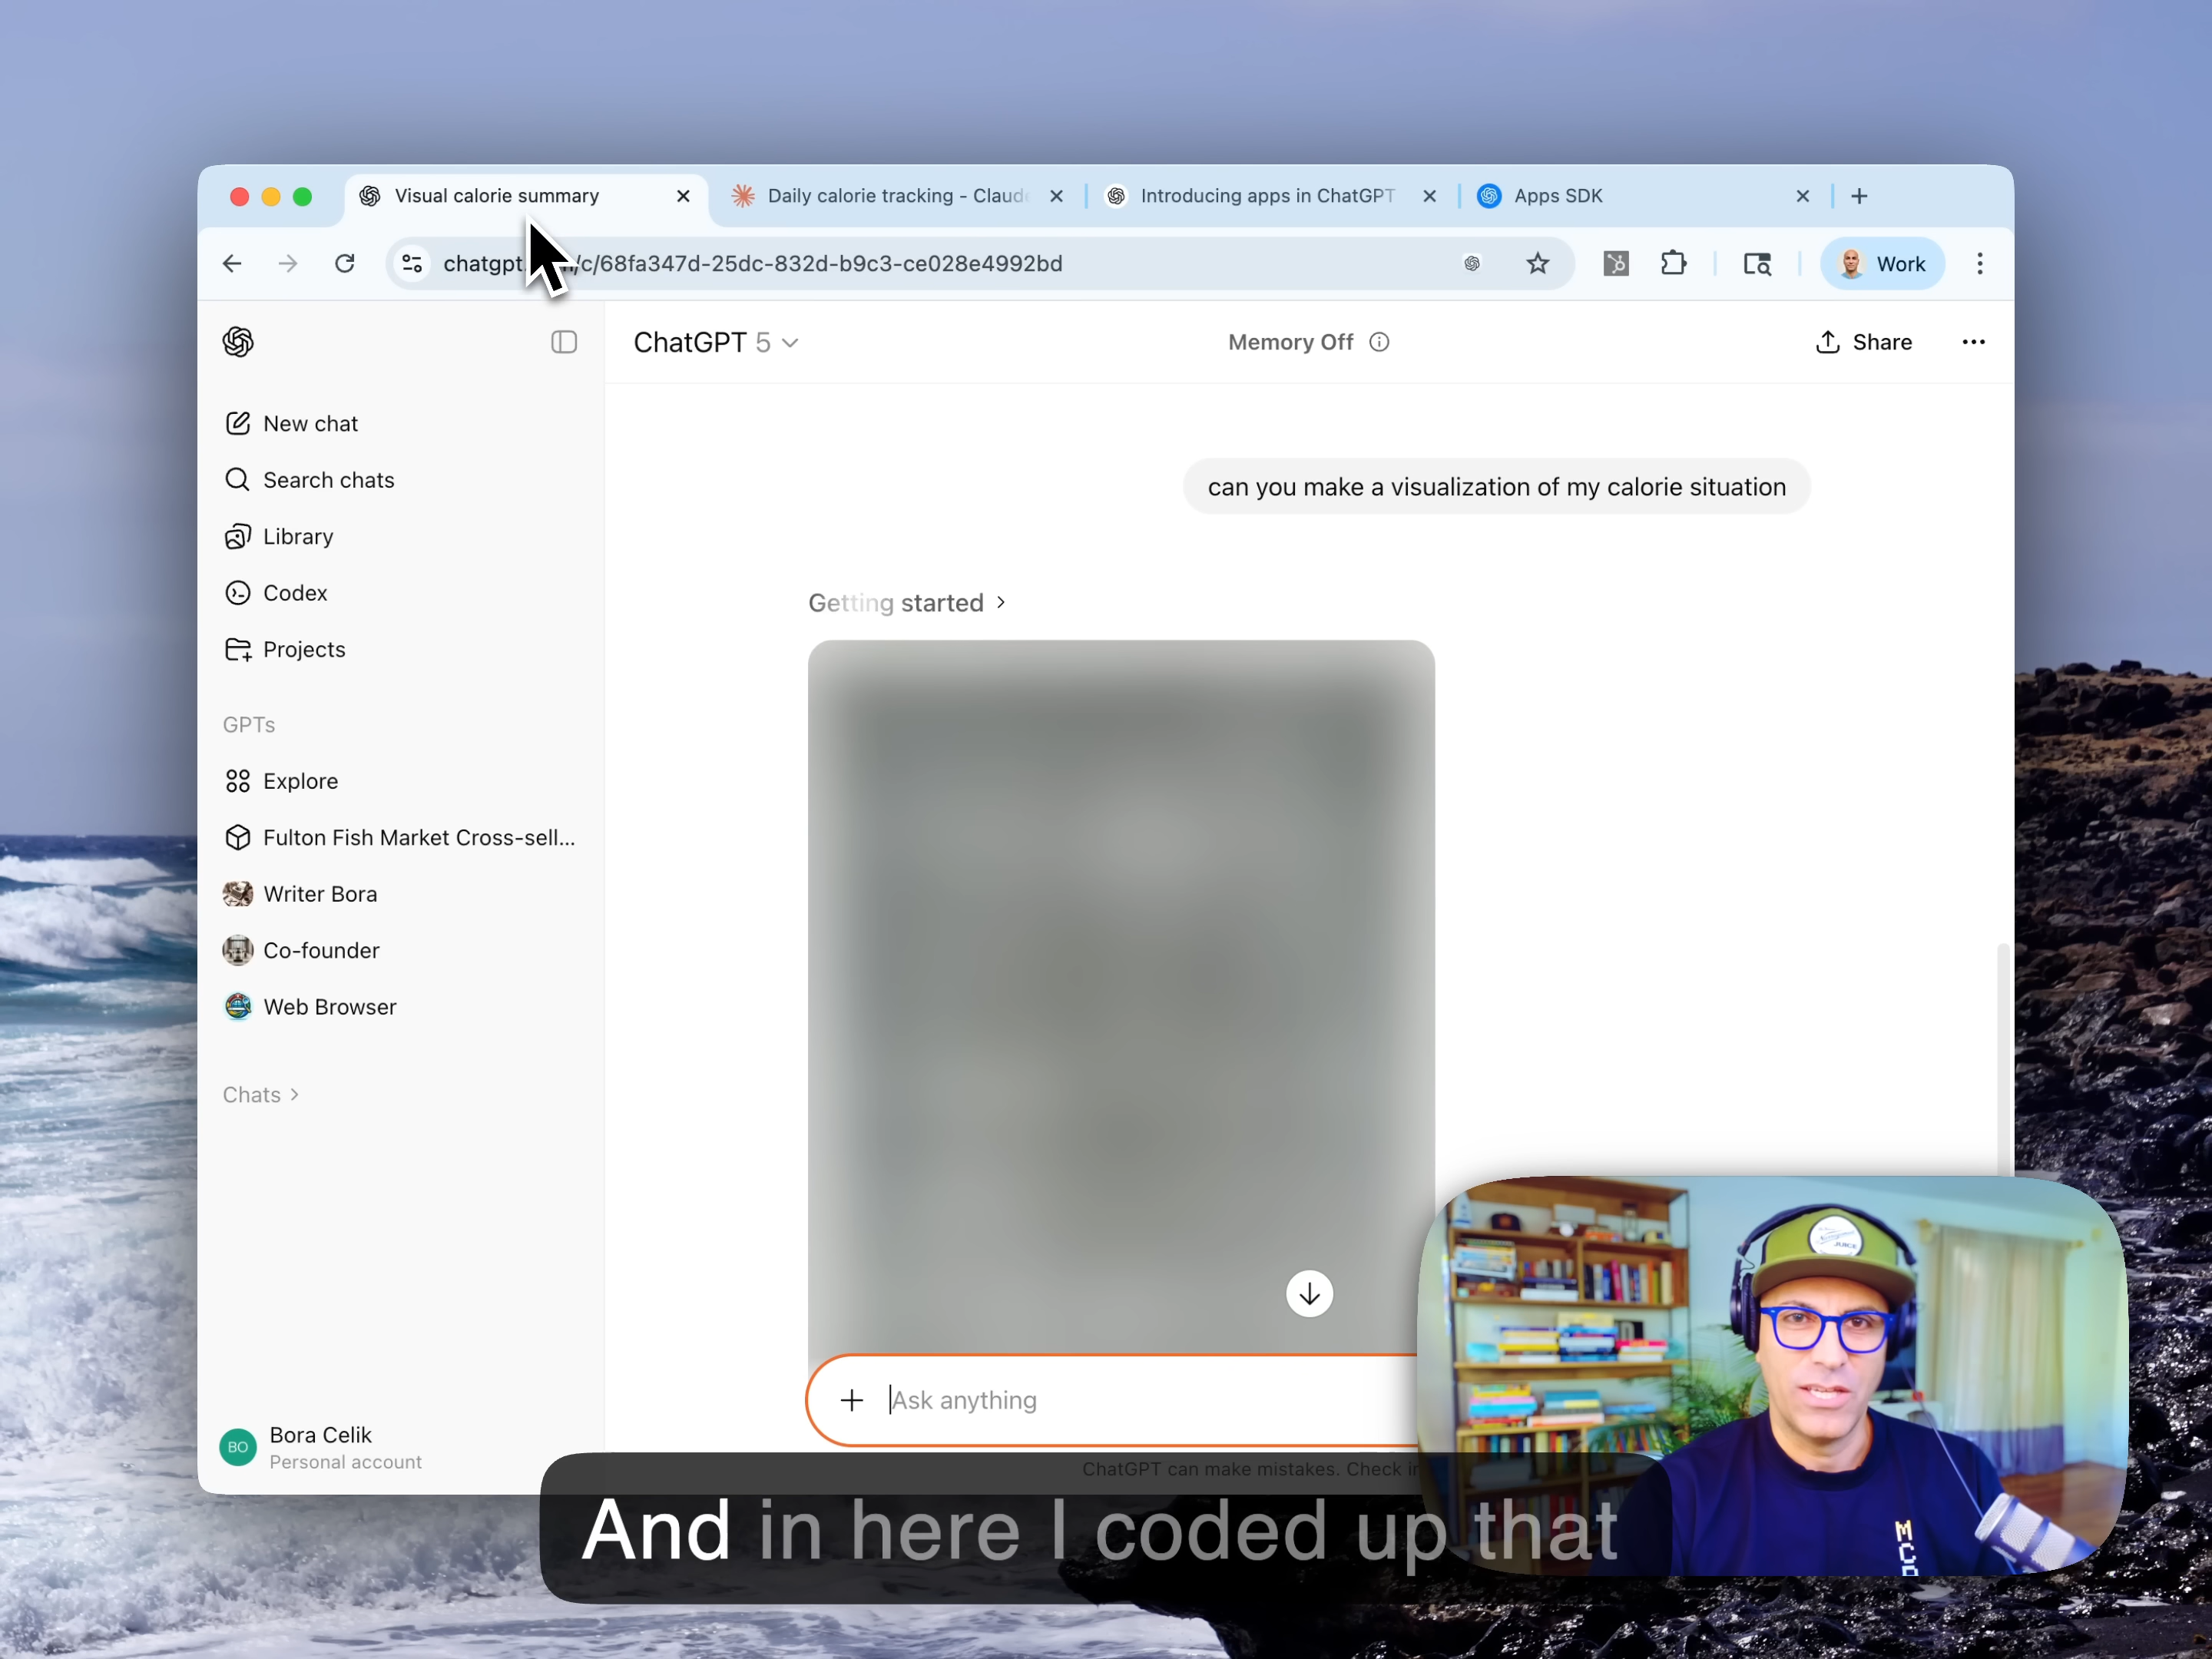 Visual calorie summary
Daily calorie tracking - Claude
Introducing apps in ChatGPT
Apps SDK
/c/68fa347d-25dc-832d-b9c3-ce028e4992bd
Work
ChatGPT 5
Memory Off
Share
New chat
Search chats
Library
Codex
Projects
GPTs
Explore
Fulton Fish Market Cross-sell...
Writer Bora
Co-founder
Web Browser
Chats
BO
Bora Celik
Personal account
can you make a visualization of my calorie situation
Getting started
Ask anything
ChatGPT can make mistakes. Check
And in here I coded up that
JUICE